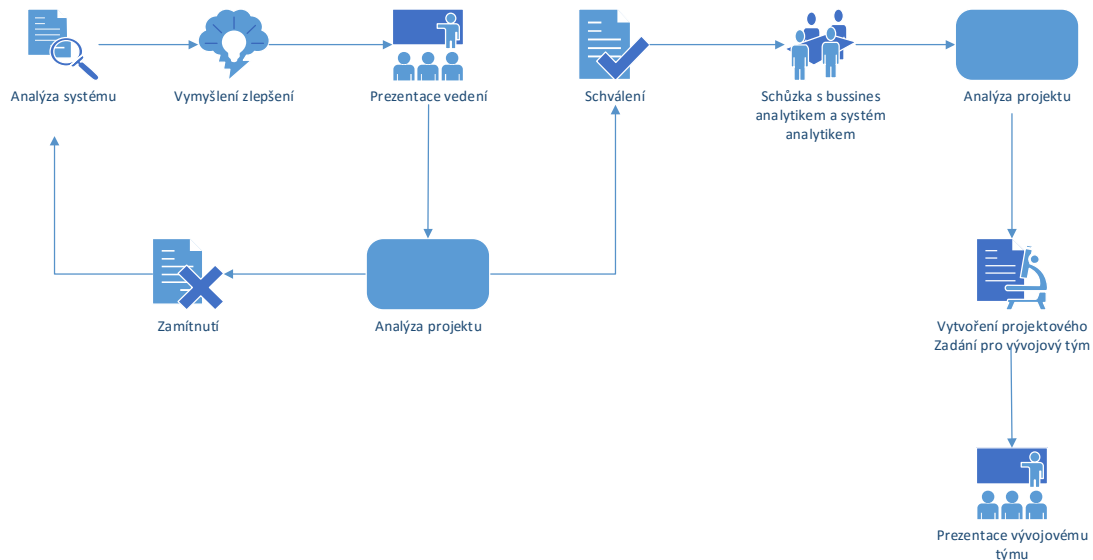 Analýza systému
Vymyšlení zlepšení
Prezentace vedení
Schválení
Schůzka s bussines
analytikem a systém
analytikem
Analýza projektu
Zamítnutí
Analýza projektu
Vytvoření projektového
Zadání pro vývojový tým
Prezentace vývojovému
týmu